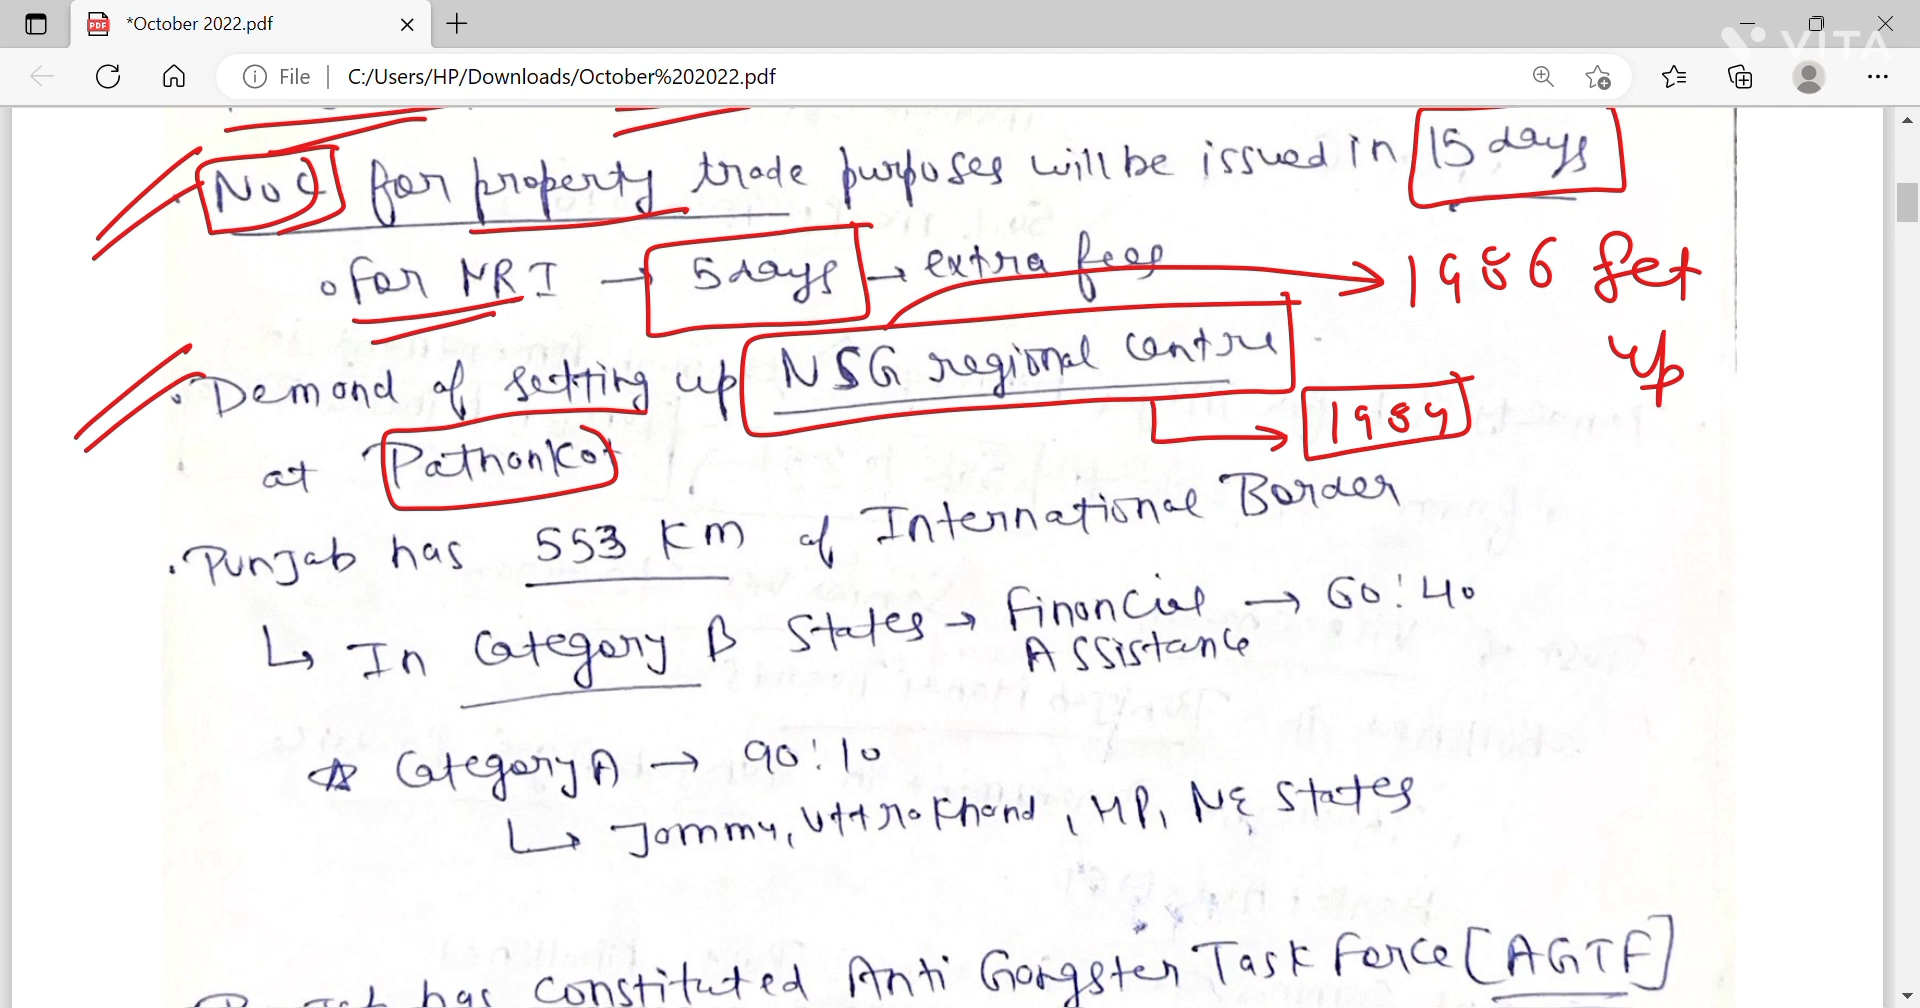 *October 2022.pdf
VITA
File | C:/Users/HP/Downloads/October%202022.pdf
NOC for property trade purposes will be issued in 15 days
o for NRI → 5 days → extra fees
1986 Set up
Demand of setting up NSG regional centre
1984
at Pathankot
. Punjab has 553 Km of International Border
↳ In Category B States → Financial Assistance → 60:40
☆ Category A → 90:10
↳ Jammu, Uttrakhand, HP, NE States
has constituted Anti Gangster Task Force [AGTF]